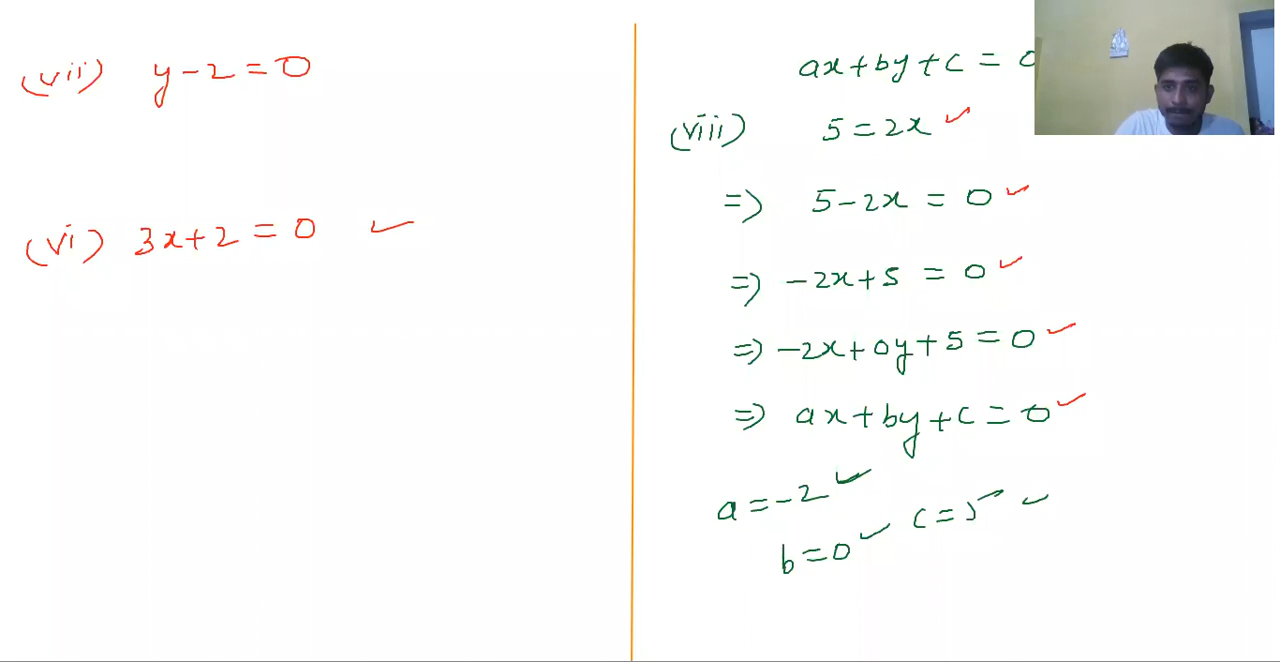 (vii) y-2=0
(vi) 3x+2=0
ax+by+c=0
(viii) 5=2x
=> 5-2x=0
=> -2x+5=0
=> -2x+0y+5=0
=> ax+by+c=0
a=-2
c=5
b=0